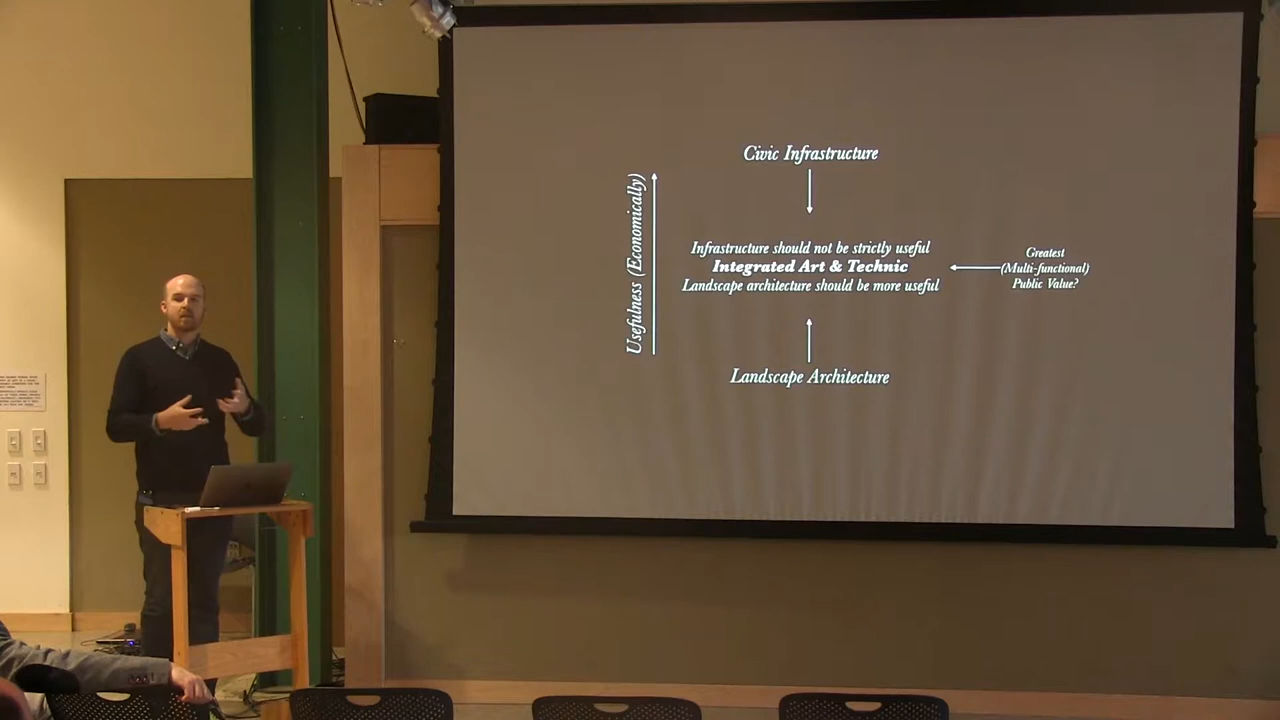 Civic Infrastructure
Usefulness (Economically)
Infrastructure should not be strictly useful
Integrated Art & Technic
Landscape architecture should be more useful
Greatest
(Multi-functional)
Public Value?
Landscape Architecture